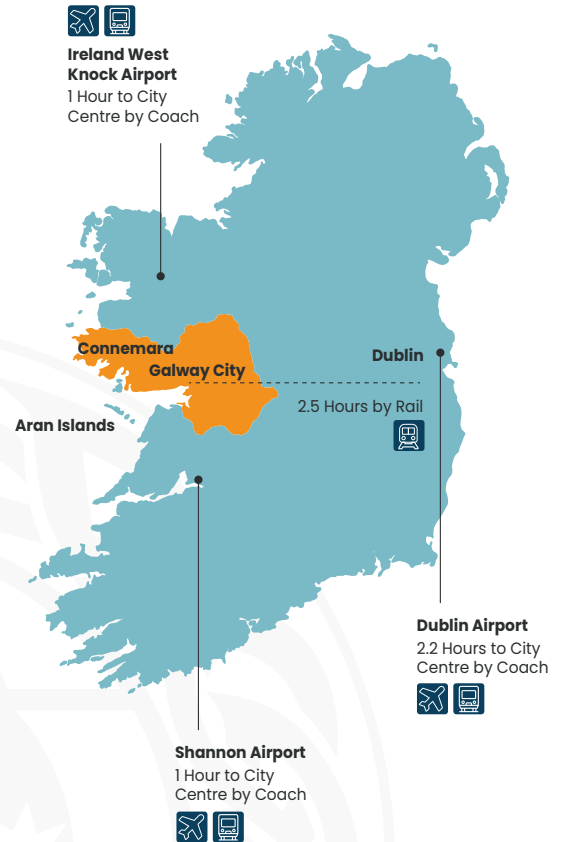 Ireland West
Knock Airport
1 Hour to City
Centre by Coach
Connemara
Galway City
Dublin
2.5 Hours by Rail
Aran Islands
Dublin Airport
2.2 Hours to City
Centre by Coach
Shannon Airport
1 Hour to City
Centre by Coach